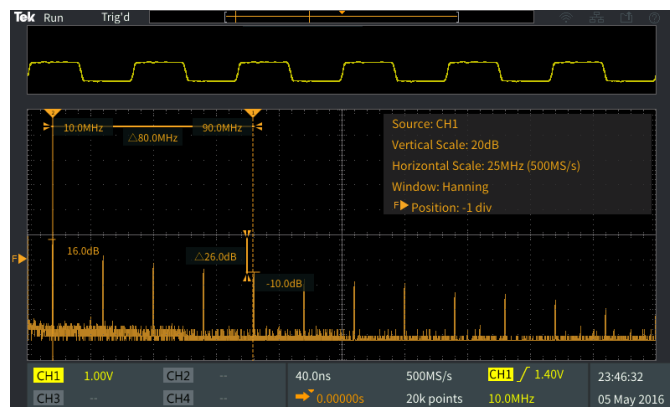 Tek Run Trig'd
10.0MHz 90.0MHz
△80.0MHz
Source: CH1
Vertical Scale: 20dB
Horizontal Scale: 25MHz (500MS/s)
Window: Hanning
F Position: -1 div
16.0dB
△26.0dB
-10.0dB
F
CH1 1.00V CH2 -- 40.0ns 500MS/s CH1 1.40V 23:46:32
CH3 -- CH4 -- 0.00000s 20k points 10.0MHz 05 May 2016